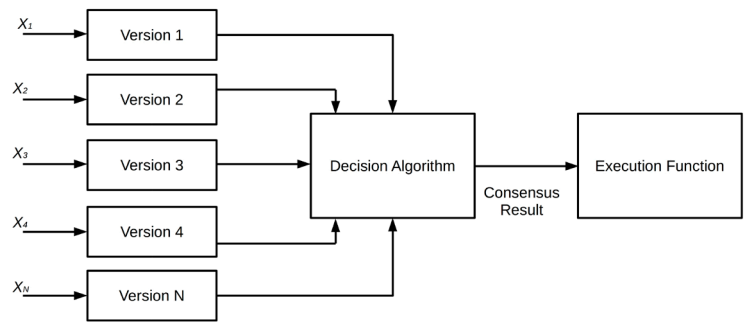 X₁
Version 1
X₂
Version 2
X₃
Version 3
Decision Algorithm
Execution Function
Consensus
Result
X₄
Version 4
Xₙ
Version N